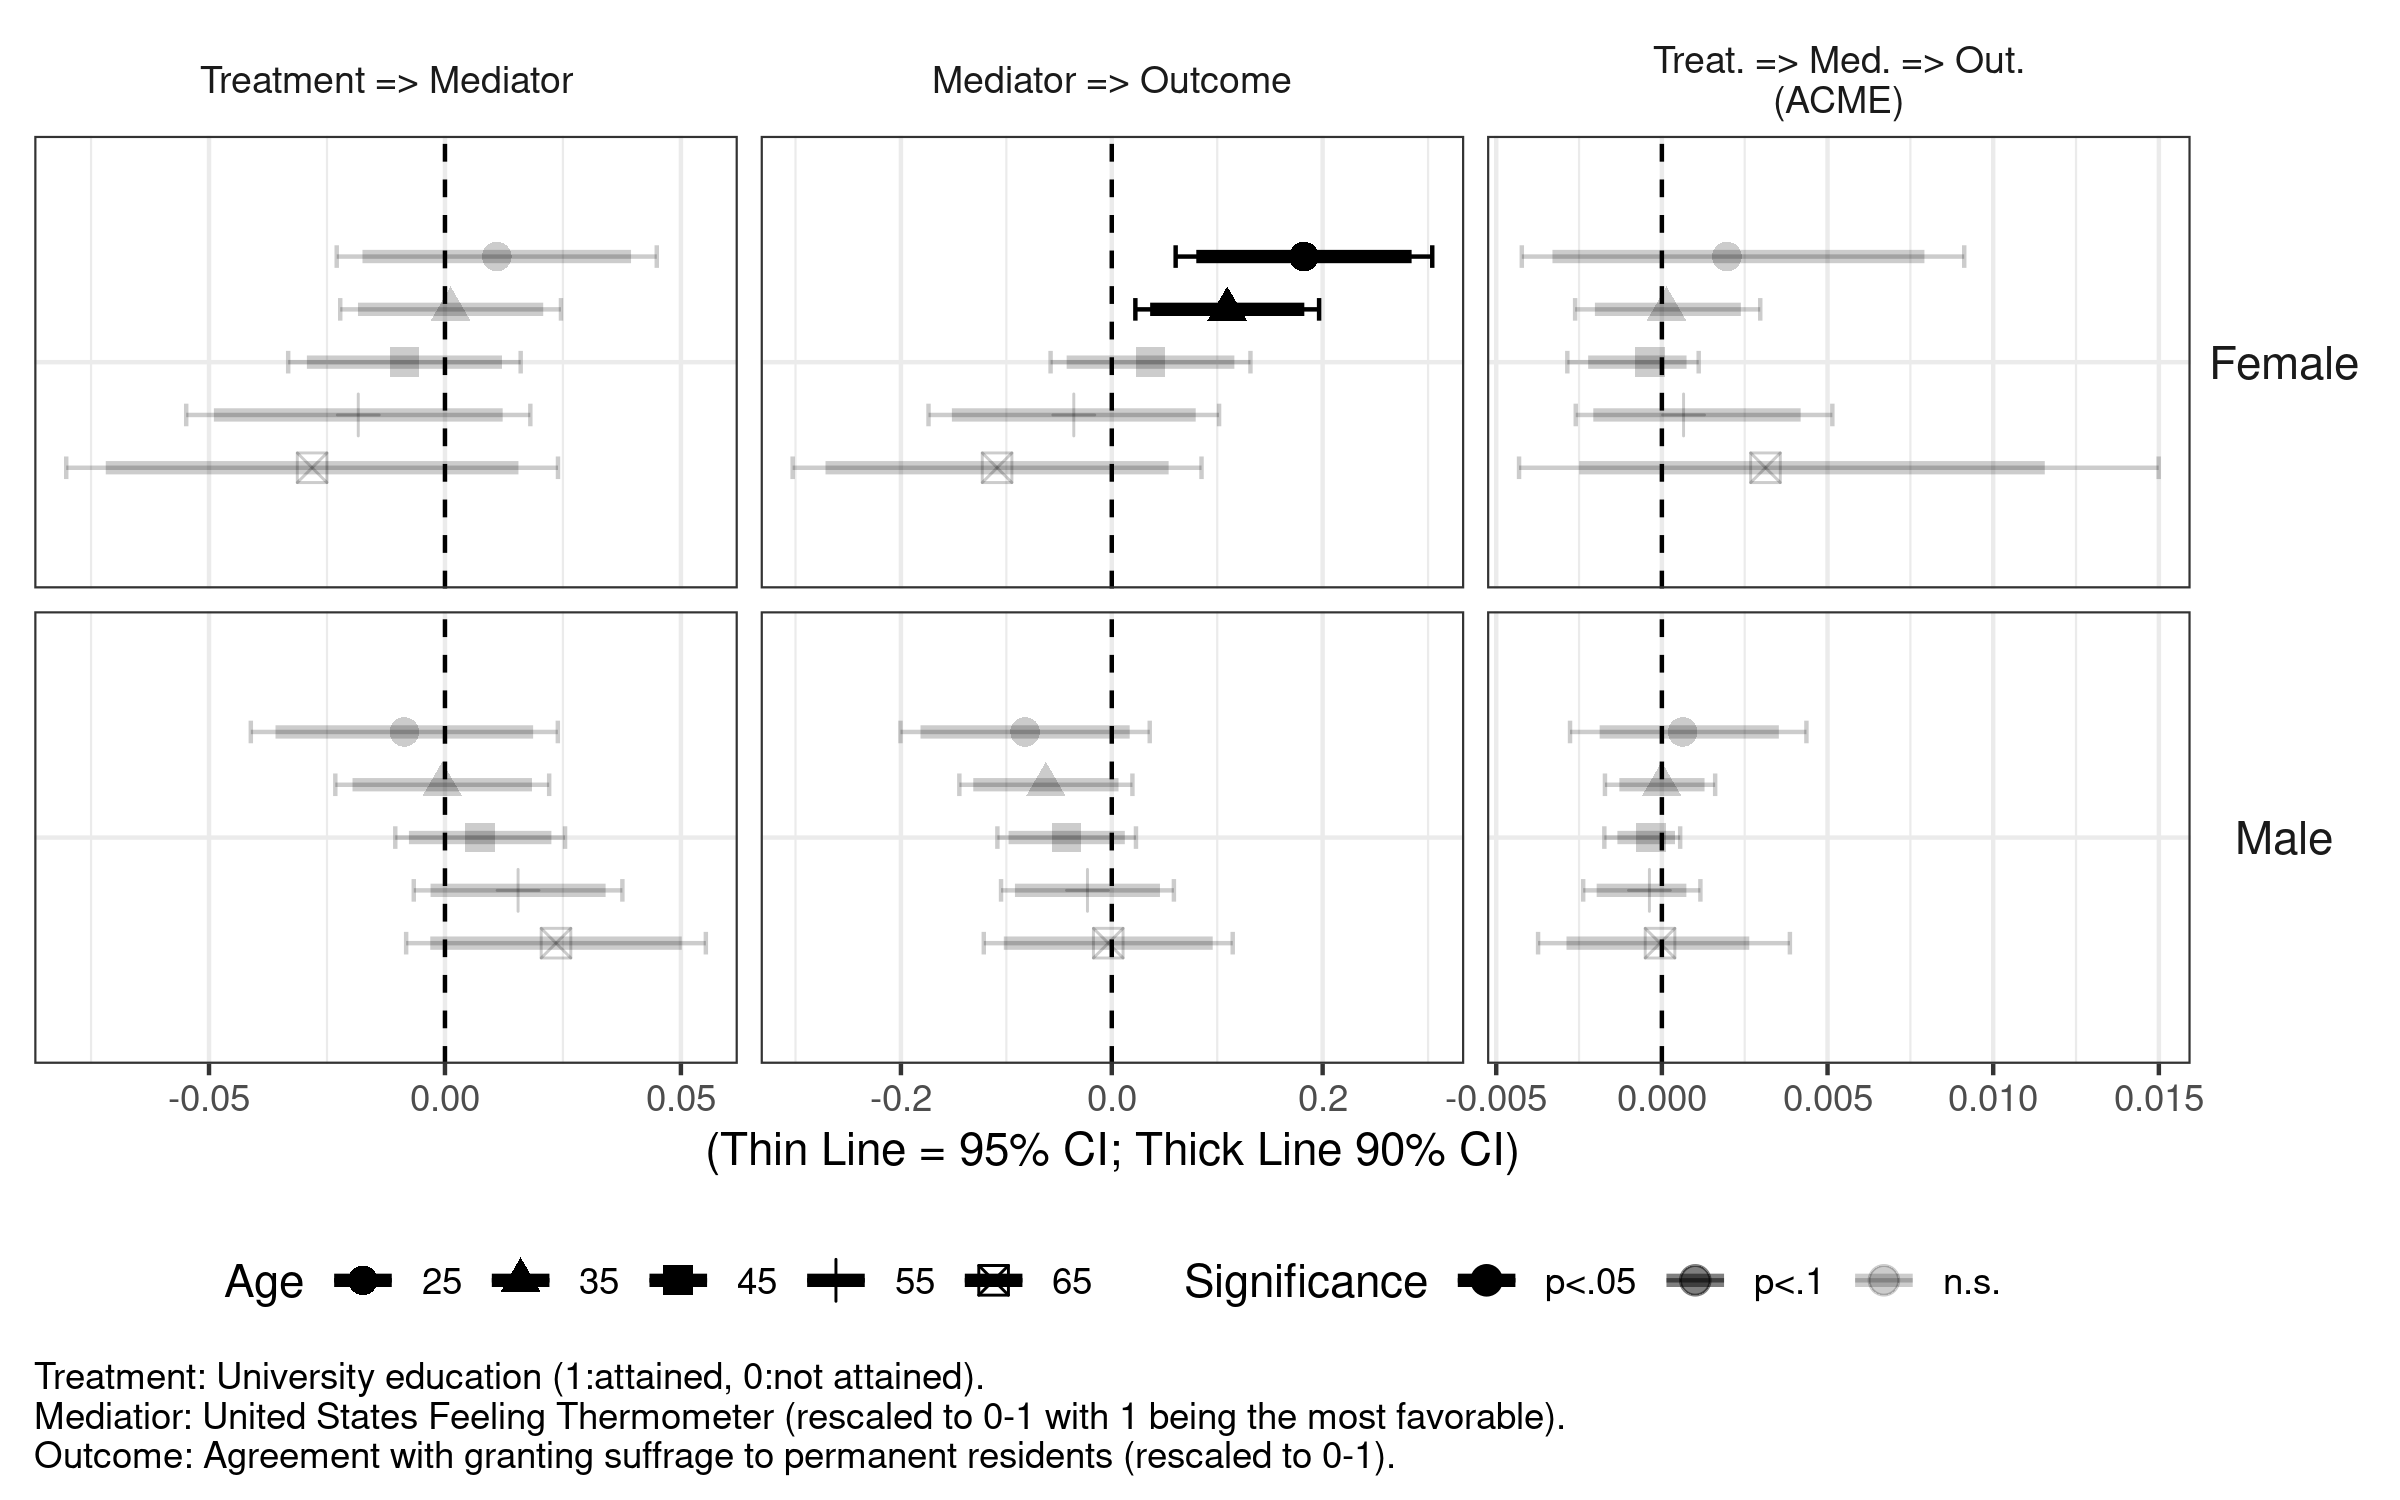 Treatment => Mediator
Mediator => Outcome
Treat. => Med. => Out.
(ACME)
Female
Male
-0.05 0.00 0.05 -0.2 0.0 0.2 -0.005 0.000 0.005 0.010 0.015
(Thin Line = 95% CI; Thick Line 90% CI)
Age 25 35 45 55 65 Significance p<.05 p<.1 n.s.
Treatment: University education (1:attained, 0:not attained).
Mediatior: United States Feeling Thermometer (rescaled to 0-1 with 1 being the most favorable).
Outcome: Agreement with granting suffrage to permanent residents (rescaled to 0-1).